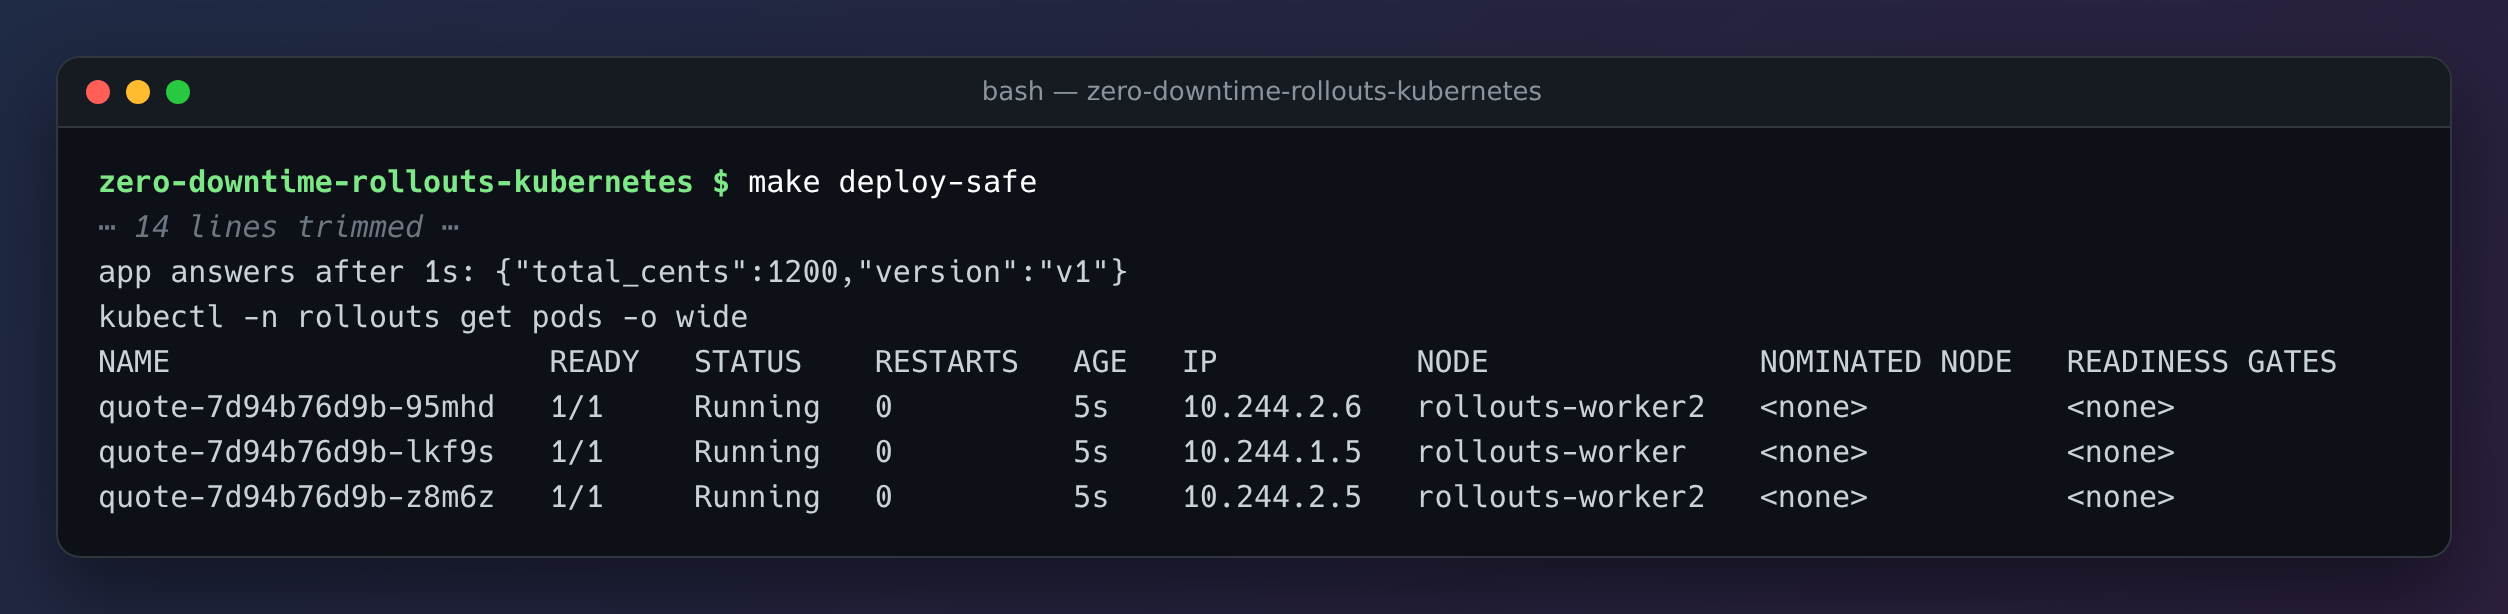 bash — zero-downtime-rollouts-kubernetes
zero-downtime-rollouts-kubernetes $ make deploy-safe
⋯ 14 lines trimmed ⋯
app answers after 1s: {"total_cents":1200,"version":"v1"}
kubectl -n rollouts get pods -o wide
NAME                     READY   STATUS    RESTARTS   AGE   IP           NODE               NOMINATED NODE   READINESS GATES
quote-7d94b76d9b-95mhd   1/1     Running   0          5s    10.244.2.6   rollouts-worker2   <none>           <none>
quote-7d94b76d9b-lkf9s   1/1     Running   0          5s    10.244.1.5   rollouts-worker    <none>           <none>
quote-7d94b76d9b-z8m6z   1/1     Running   0          5s    10.244.2.5   rollouts-worker2   <none>           <none>